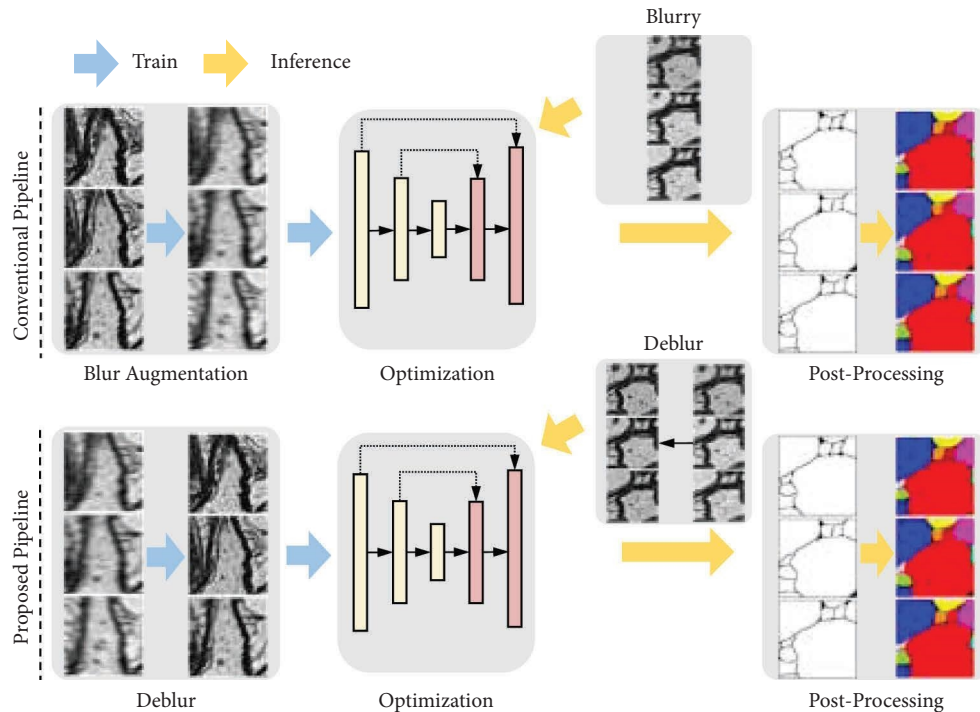 Blurry
Train
Inference
Conventional Pipeline
Blur Augmentation
Optimization
Post-Processing
Deblur
Proposed Pipeline
Deblur
Optimization
Post-Processing